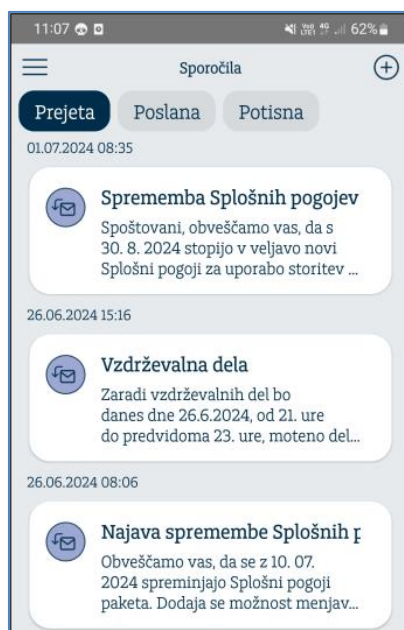 11:07 62%
Sporočila
Prejeta Poslana Potisna
01.07.2024 08:35
Sprememba Splošnih pogojev
Spoštovani, obveščamo vas, da s
30. 8. 2024 stopijo v veljavo novi
Splošni pogoji za uporabo storitev ...
26.06.2024 15:16
Vzdrževalna dela
Zaradi vzdrževalnih del bo
danes dne 26.6.2024, od 21. ure
do predvidoma 23. ure, moteno del...
26.06.2024 08:06
Najava spremembe Splošnih p
Obveščamo vas, da se z 10. 07.
2024 spreminjajo Splošni pogoji
paketa. Dodaja se možnost menjav...